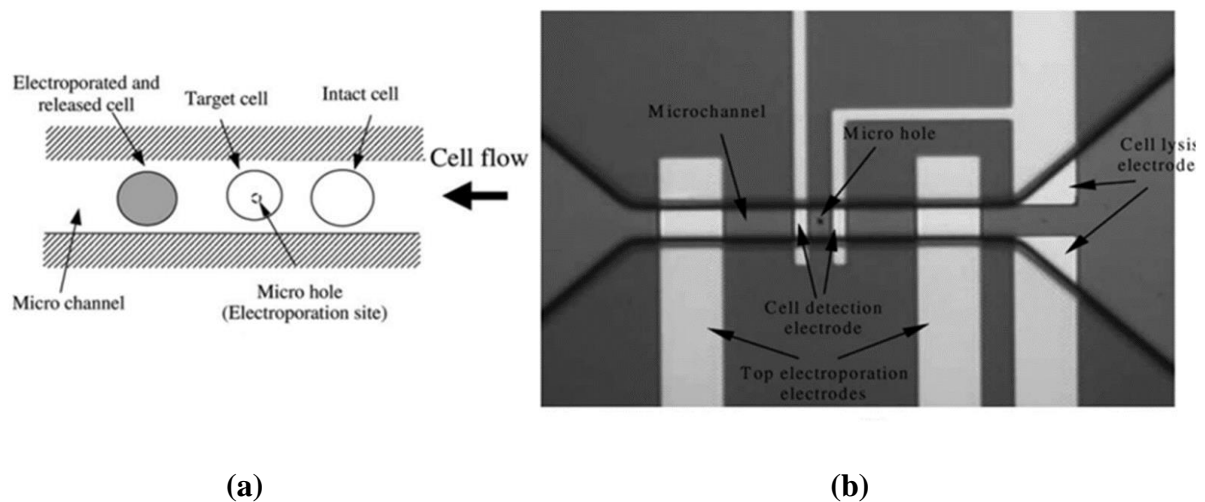 Electroporated and
released cell
Target cell
Intact cell
Cell flow
Micro channel
Micro hole
(Electroporation site)
(a)
Microchannel
Micro hole
Cell lysis
electrode
Cell detection
electrode
Top electroporation
electrodes
(b)